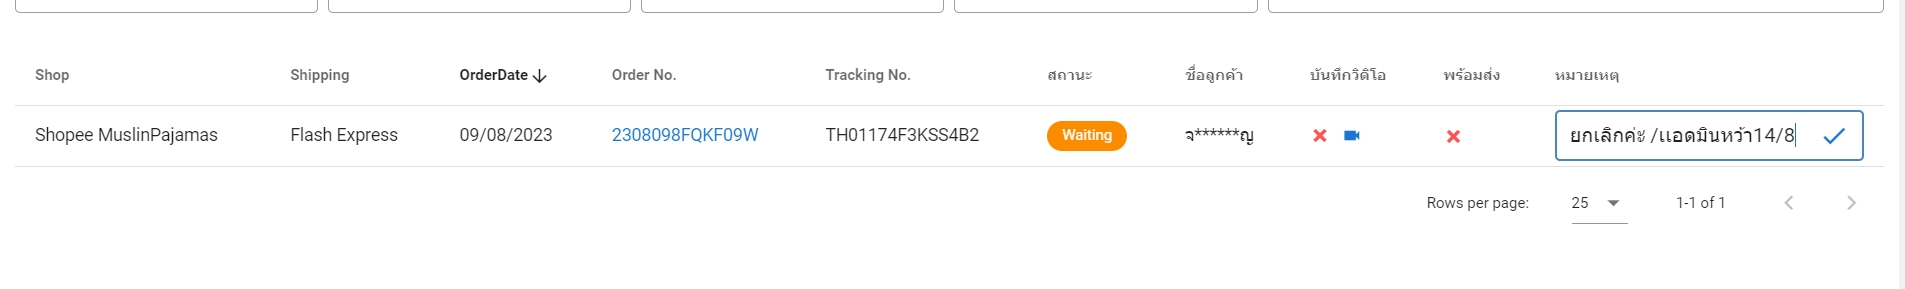 Shop Shipping OrderDate Order No. Tracking No. สถานะ ชื่อลูกค้า บันทึกวิดิโอ พร้อมส่ง หมายเหตุ
Shopee MuslinPajamas Flash Express 09/08/2023 2308098FQKF09W TH01174F3KSS4B2 Waiting จ******ญ ยกเลิกค่ะ /แอดมินหว้า14/8
Rows per page: 25 1-1 of 1